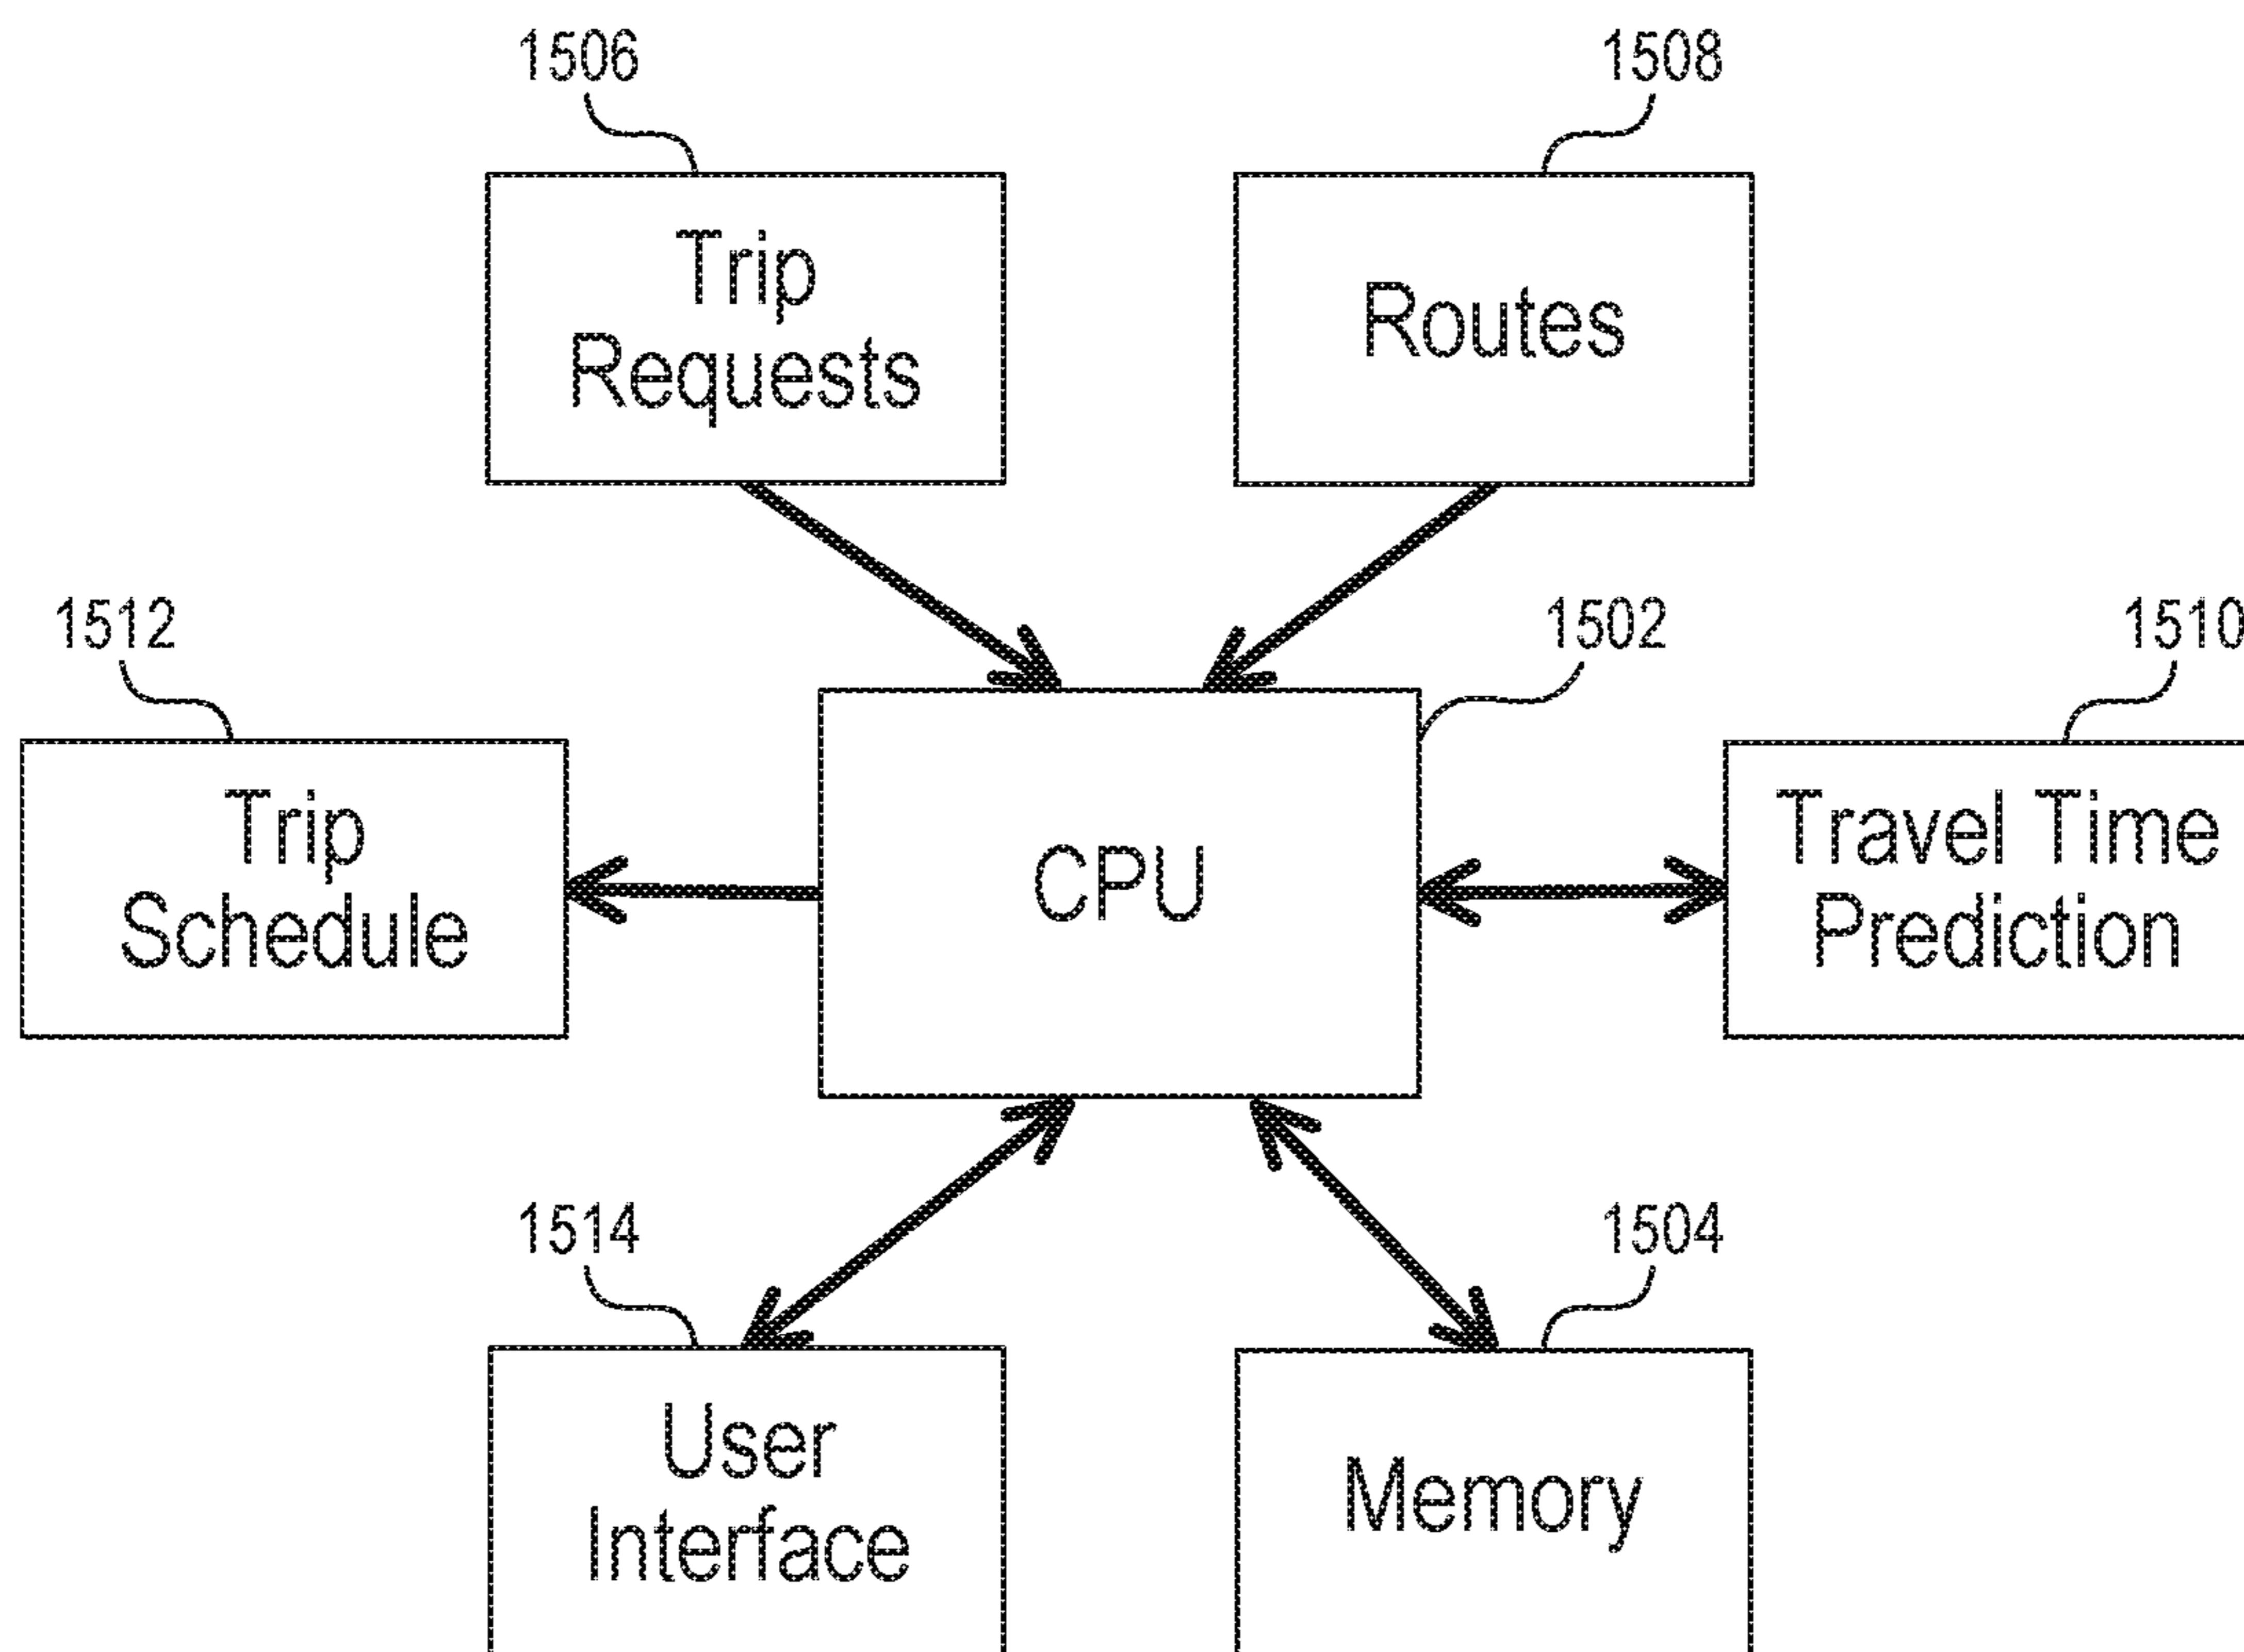 1506
1508
Trip
Requests
Routes
1512
1502
1510
Trip
Schedule
CPU
Travel Time
Prediction
1514
1504
User
Interface
Memory